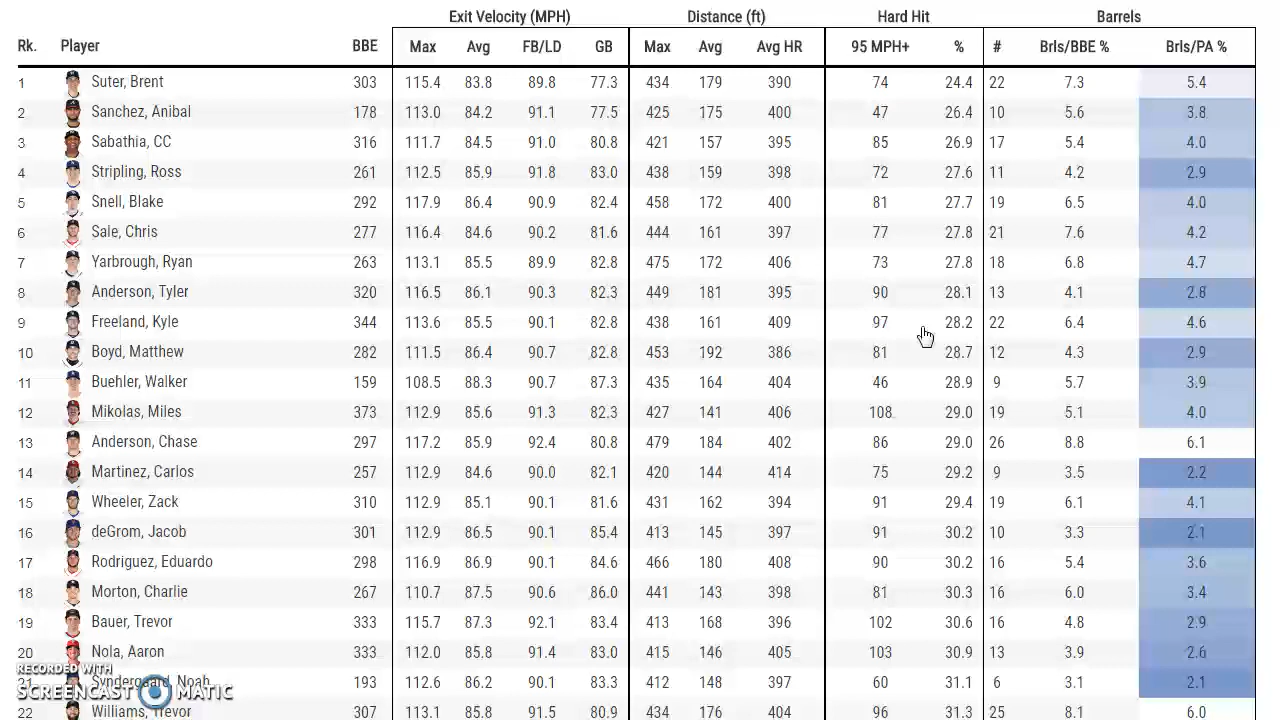 Exit Velocity (MPH) Distance (ft) Hard Hit Barrels
Rk. Player BBE Max Avg FB/LD GB Max Avg Avg HR 95 MPH+ % # Brls/BBE % Brls/PA %
1 Suter, Brent 303 115.4 83.8 89.8 77.3 434 179 390 74 24.4 22 7.3 5.4
2 Sanchez, Anibal 178 113.0 84.2 91.1 77.5 425 175 400 47 26.4 10 5.6 3.8
3 Sabathia, CC 316 111.7 84.5 91.0 80.8 421 157 395 85 26.9 17 5.4 4.0
4 Stripling, Ross 261 112.5 85.9 91.8 83.0 438 159 398 72 27.6 11 4.2 2.9
5 Snell, Blake 292 117.9 86.4 90.9 82.4 458 172 400 81 27.7 19 6.5 4.0
6 Sale, Chris 277 116.4 84.6 90.2 81.6 444 161 397 77 27.8 21 7.6 4.2
7 Yarbrough, Ryan 263 113.1 85.5 89.9 82.8 475 172 406 73 27.8 18 6.8 4.7
8 Anderson, Tyler 320 116.5 86.1 90.3 82.3 449 181 395 90 28.1 13 4.1 2.8
9 Freeland, Kyle 344 113.6 85.5 90.1 82.8 438 161 409 97 28.2 22 6.4 4.6
10 Boyd, Matthew 282 111.5 86.4 90.7 82.8 453 192 386 81 28.7 12 4.3 2.9
11 Buehler, Walker 159 108.5 88.3 90.7 87.3 435 164 404 46 28.9 9 5.7 3.9
12 Mikolas, Miles 373 112.9 85.6 91.3 82.3 427 141 406 108 29.0 19 5.1 4.0
13 Anderson, Chase 297 117.2 85.9 92.4 80.8 479 184 402 86 29.0 26 8.8 6.1
14 Martinez, Carlos 257 112.9 84.6 90.0 82.1 420 144 414 75 29.2 9 3.5 2.2
15 Wheeler, Zack 310 112.9 85.1 90.1 81.6 431 162 394 91 29.4 19 6.1 4.1
16 deGrom, Jacob 301 112.9 86.5 90.1 85.4 413 145 397 91 30.2 10 3.3 2.1
17 Rodriguez, Eduardo 298 116.9 86.9 90.1 84.6 466 180 408 90 30.2 16 5.4 3.6
18 Morton, Charlie 267 110.7 87.5 90.6 86.0 441 143 398 81 30.3 16 6.0 3.4
19 Bauer, Trevor 333 115.7 87.3 92.1 83.4 413 168 396 102 30.6 16 4.8 2.9
20 Nola, Aaron 333 112.0 85.8 91.4 83.0 415 146 405 103 30.9 13 3.9 2.6
RECORDED WITH
21 Syndergaard, Noah 193 112.6 86.2 90.1 83.3 412 148 397 60 31.1 6 3.1 2.1
SCREENCAST MATIC
22 Williams, Trevor 307 113.1 85.8 91.5 80.9 434 176 404 96 31.3 25 8.1 6.0